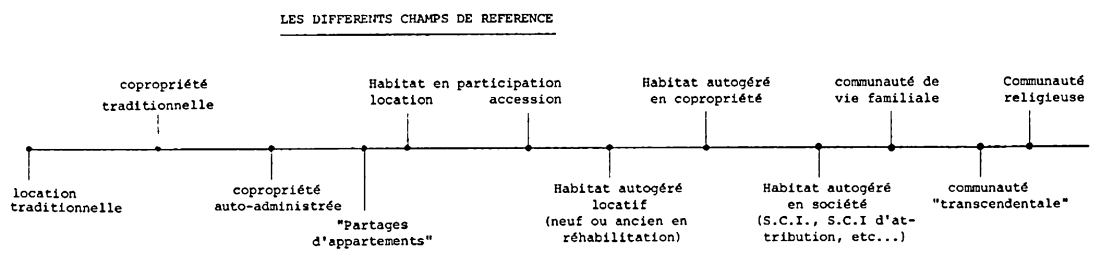 LES DIFFERENTS CHAMPS DE REFERENCE
copropriété
traditionnelle
Habitat en participation
location accession
Habitat autogéré
en copropriété
communauté de
vie familiale
Communauté
religieuse
location
traditionnelle
copropriété
auto-administrée
"Partages
d'appartements"
Habitat autogéré
locatif
(neuf ou ancien en
réhabilitation)
Habitat autogéré
en société
(S.C.I., S.C.I d'at-
tribution, etc...)
communauté
"transcendentale"